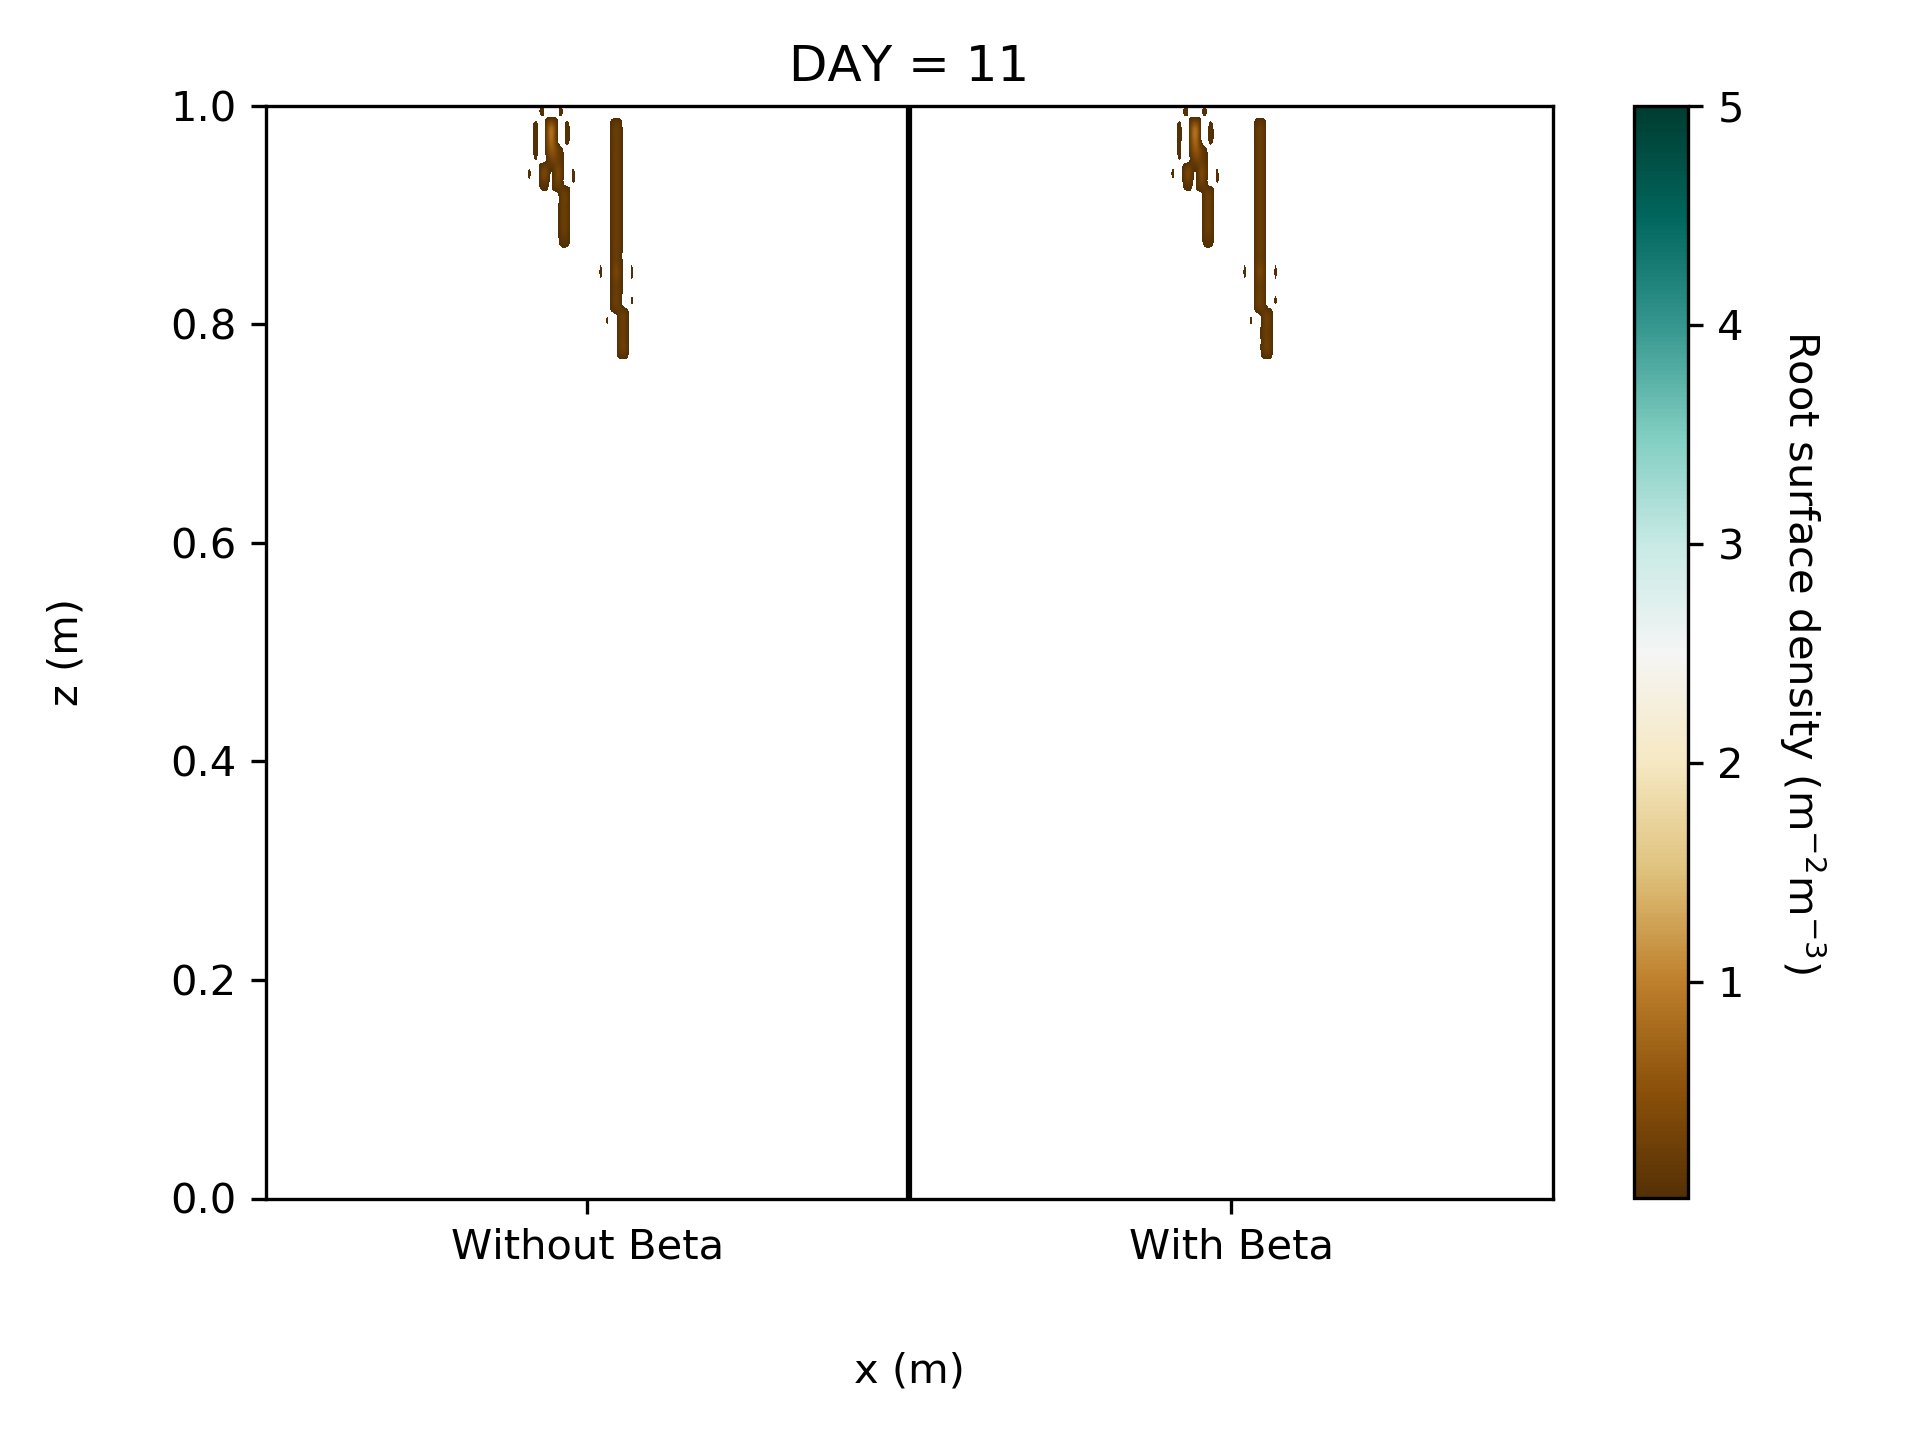 DAY = 11
1.0
0.8
0.6
0.4
0.2
0.0
z (m)
Without Beta
With Beta
x (m)
5
4
3
2
1
Root surface density (m⁻²m⁻³)